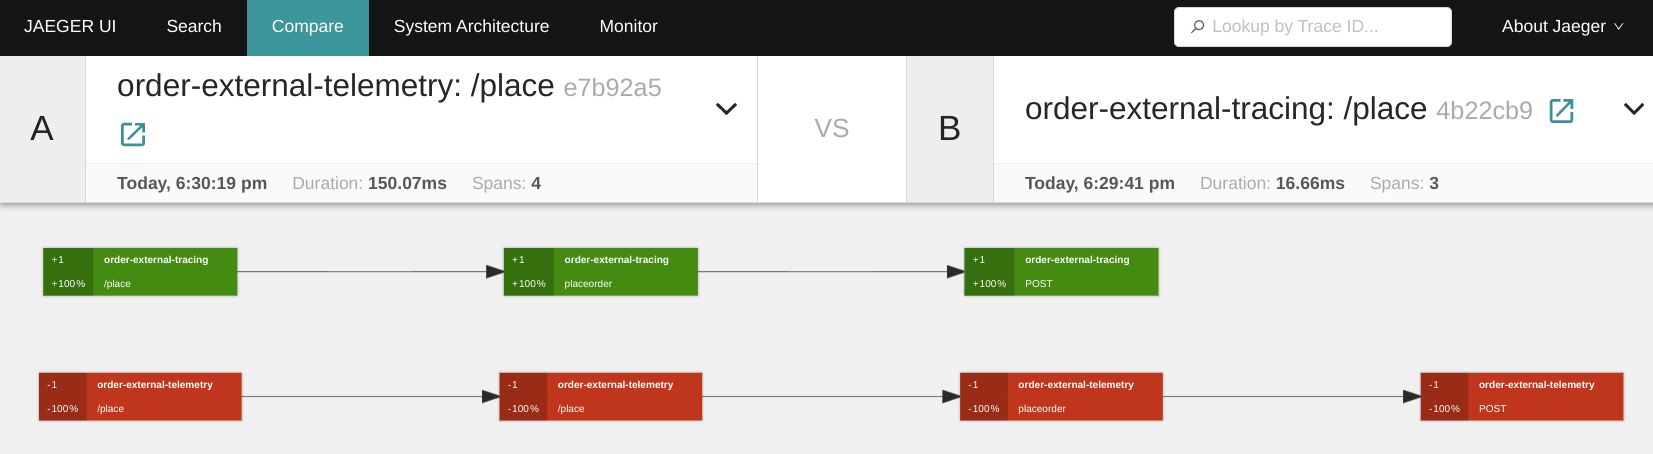 JAEGER UI Search Compare System Architecture Monitor Lookup by Trace ID... About Jaeger
A order-external-telemetry: /place e7b92a5
Today, 6:30:19 pm Duration: 150.07ms Spans: 4
VS
B order-external-tracing: /place 4b22cb9
Today, 6:29:41 pm Duration: 16.66ms Spans: 3
+1 order-external-tracing
+100% /place
+1 order-external-tracing
+100% placeorder
+1 order-external-tracing
+100% POST
-1 order-external-telemetry
-100% /place
-1 order-external-telemetry
-100% /place
-1 order-external-telemetry
-100% placeorder
-1 order-external-telemetry
-100% POST